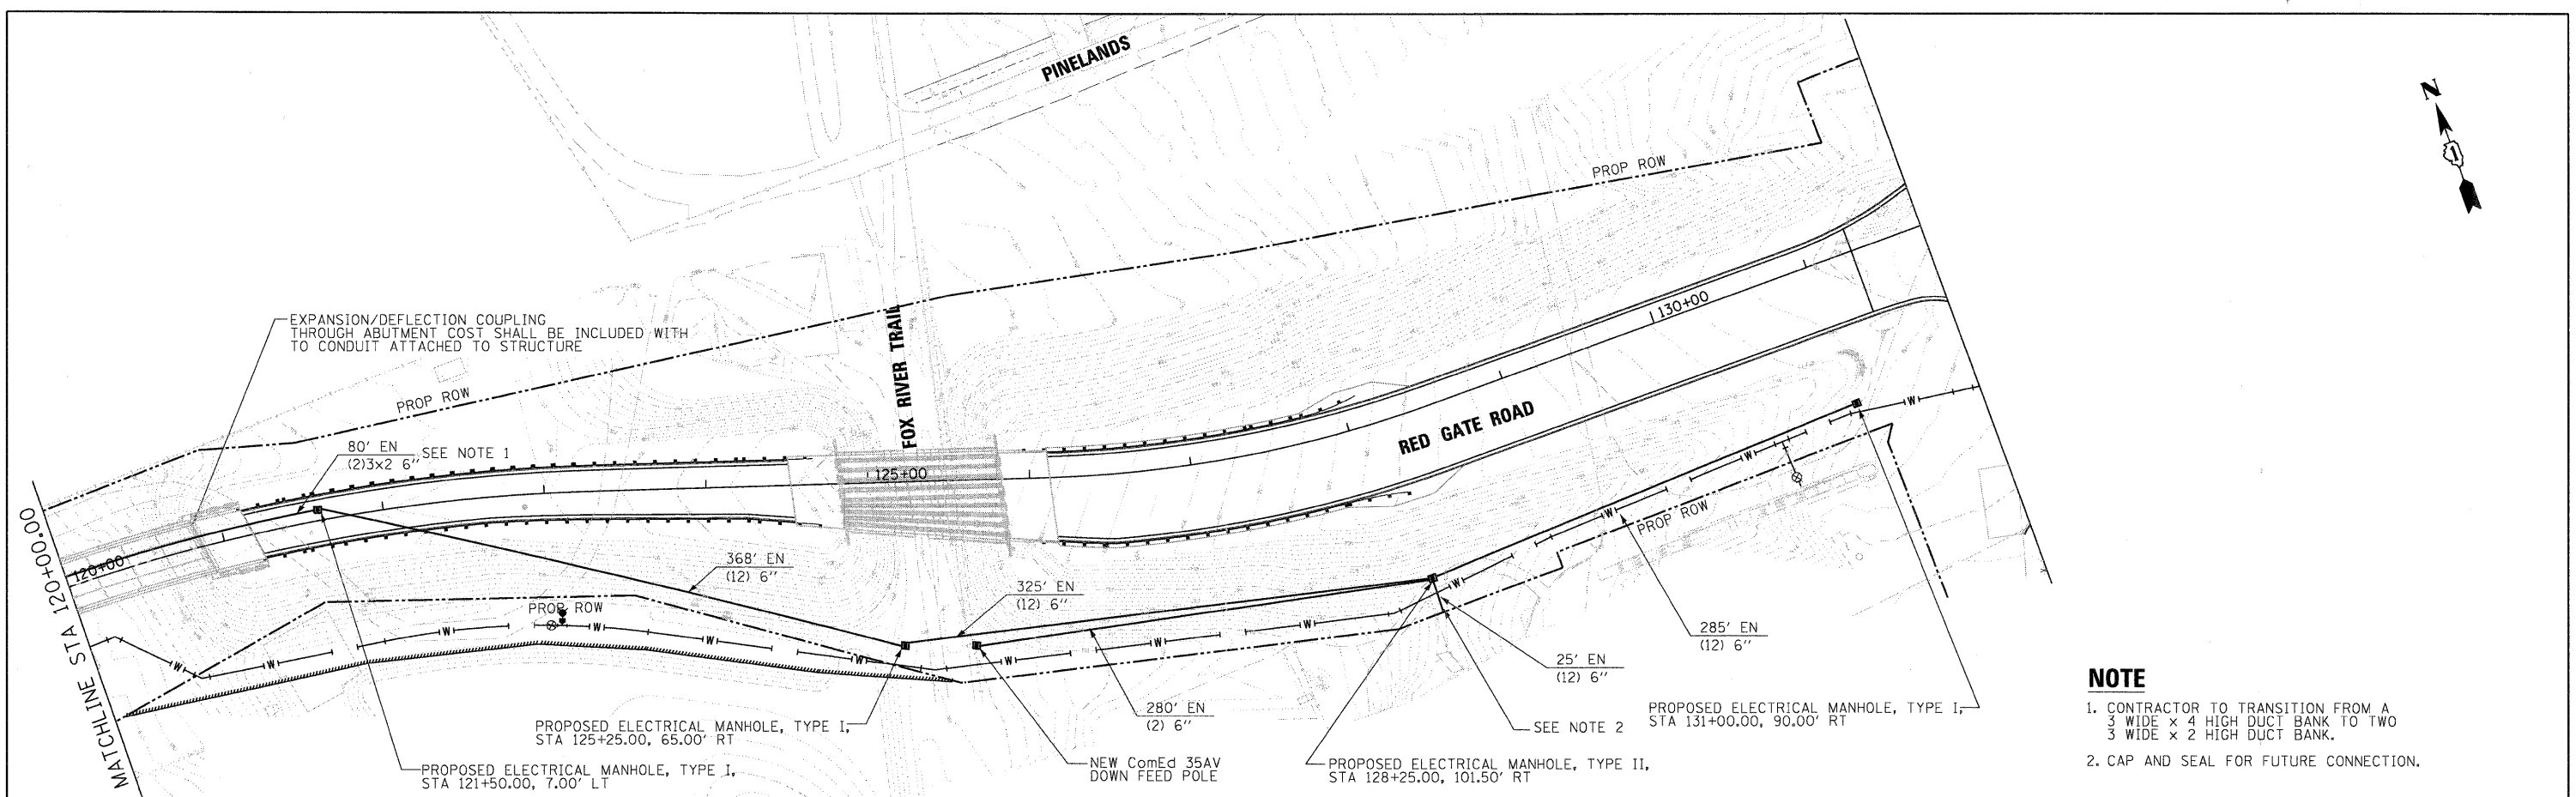 PINELANDS
N
1
PROP ROW
EXPANSION/DEFLECTION COUPLING
THROUGH ABUTMENT COST SHALL BE INCLUDED WITH
TO CONDUIT ATTACHED TO STRUCTURE
FOX RIVER TRAIL
130+00
PROP ROW
RED GATE ROAD
80' EN
(2)3x2 6"
SEE NOTE 1
125+00
W
W
W
PROP ROW
MATCHLINE STA 120+00.00
120+00
368' EN
(12) 6"
325' EN
(12) 6"
W
PROP ROW
W
W
W
W
W
W
W
W
W
285' EN
(12) 6"
25' EN
(12) 6"
280' EN
(2) 6"
PROPOSED ELECTRICAL MANHOLE, TYPE I,
STA 125+25.00, 65.00' RT
SEE NOTE 2
PROPOSED ELECTRICAL MANHOLE, TYPE I,
STA 131+00.00, 90.00' RT
PROPOSED ELECTRICAL MANHOLE, TYPE I,
STA 121+50.00, 7.00' LT
NEW ComEd 35AV
DOWN FEED POLE
PROPOSED ELECTRICAL MANHOLE, TYPE II,
STA 128+25.00, 101.50' RT
NOTE
1. CONTRACTOR TO TRANSITION FROM A
3 WIDE x 4 HIGH DUCT BANK TO TWO
3 WIDE x 2 HIGH DUCT BANK.
2. CAP AND SEAL FOR FUTURE CONNECTION.